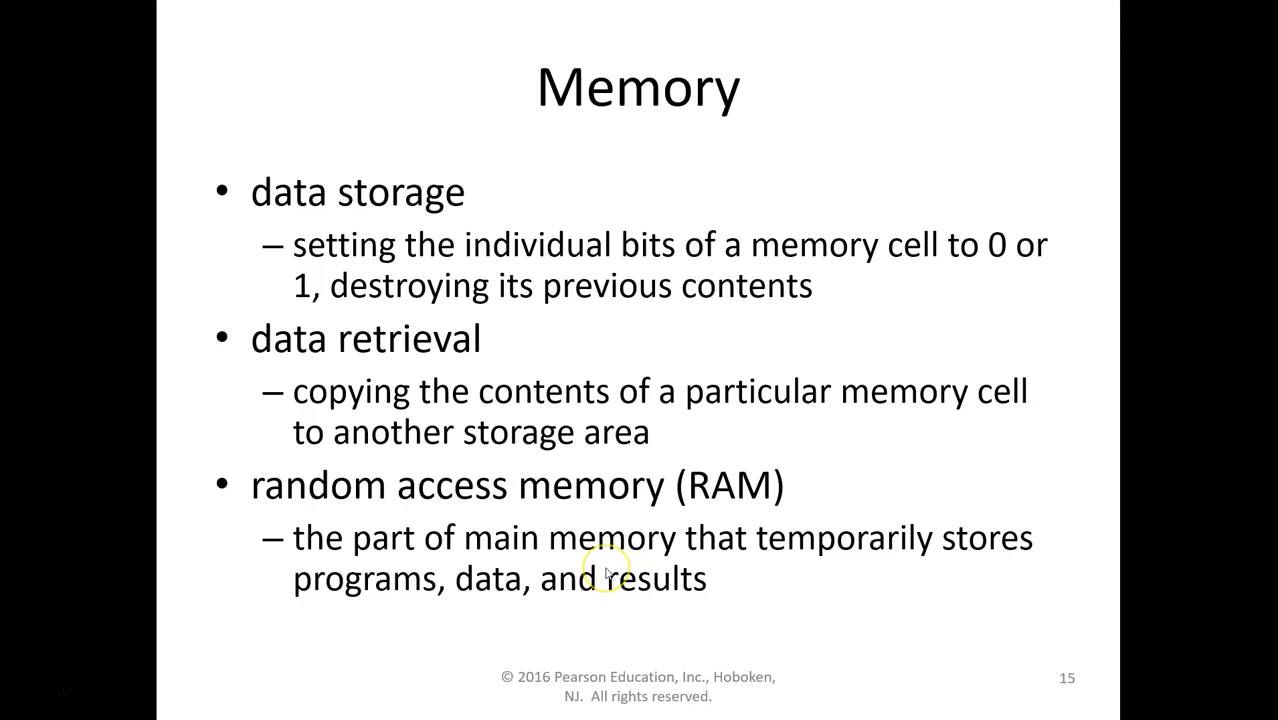 Memory
• data storage
– setting the individual bits of a memory cell to 0 or
1, destroying its previous contents
• data retrieval
– copying the contents of a particular memory cell
to another storage area
• random access memory (RAM)
– the part of main memory that temporarily stores
programs, data, and results
© 2016 Pearson Education, Inc., Hoboken,
NJ. All rights reserved.
15